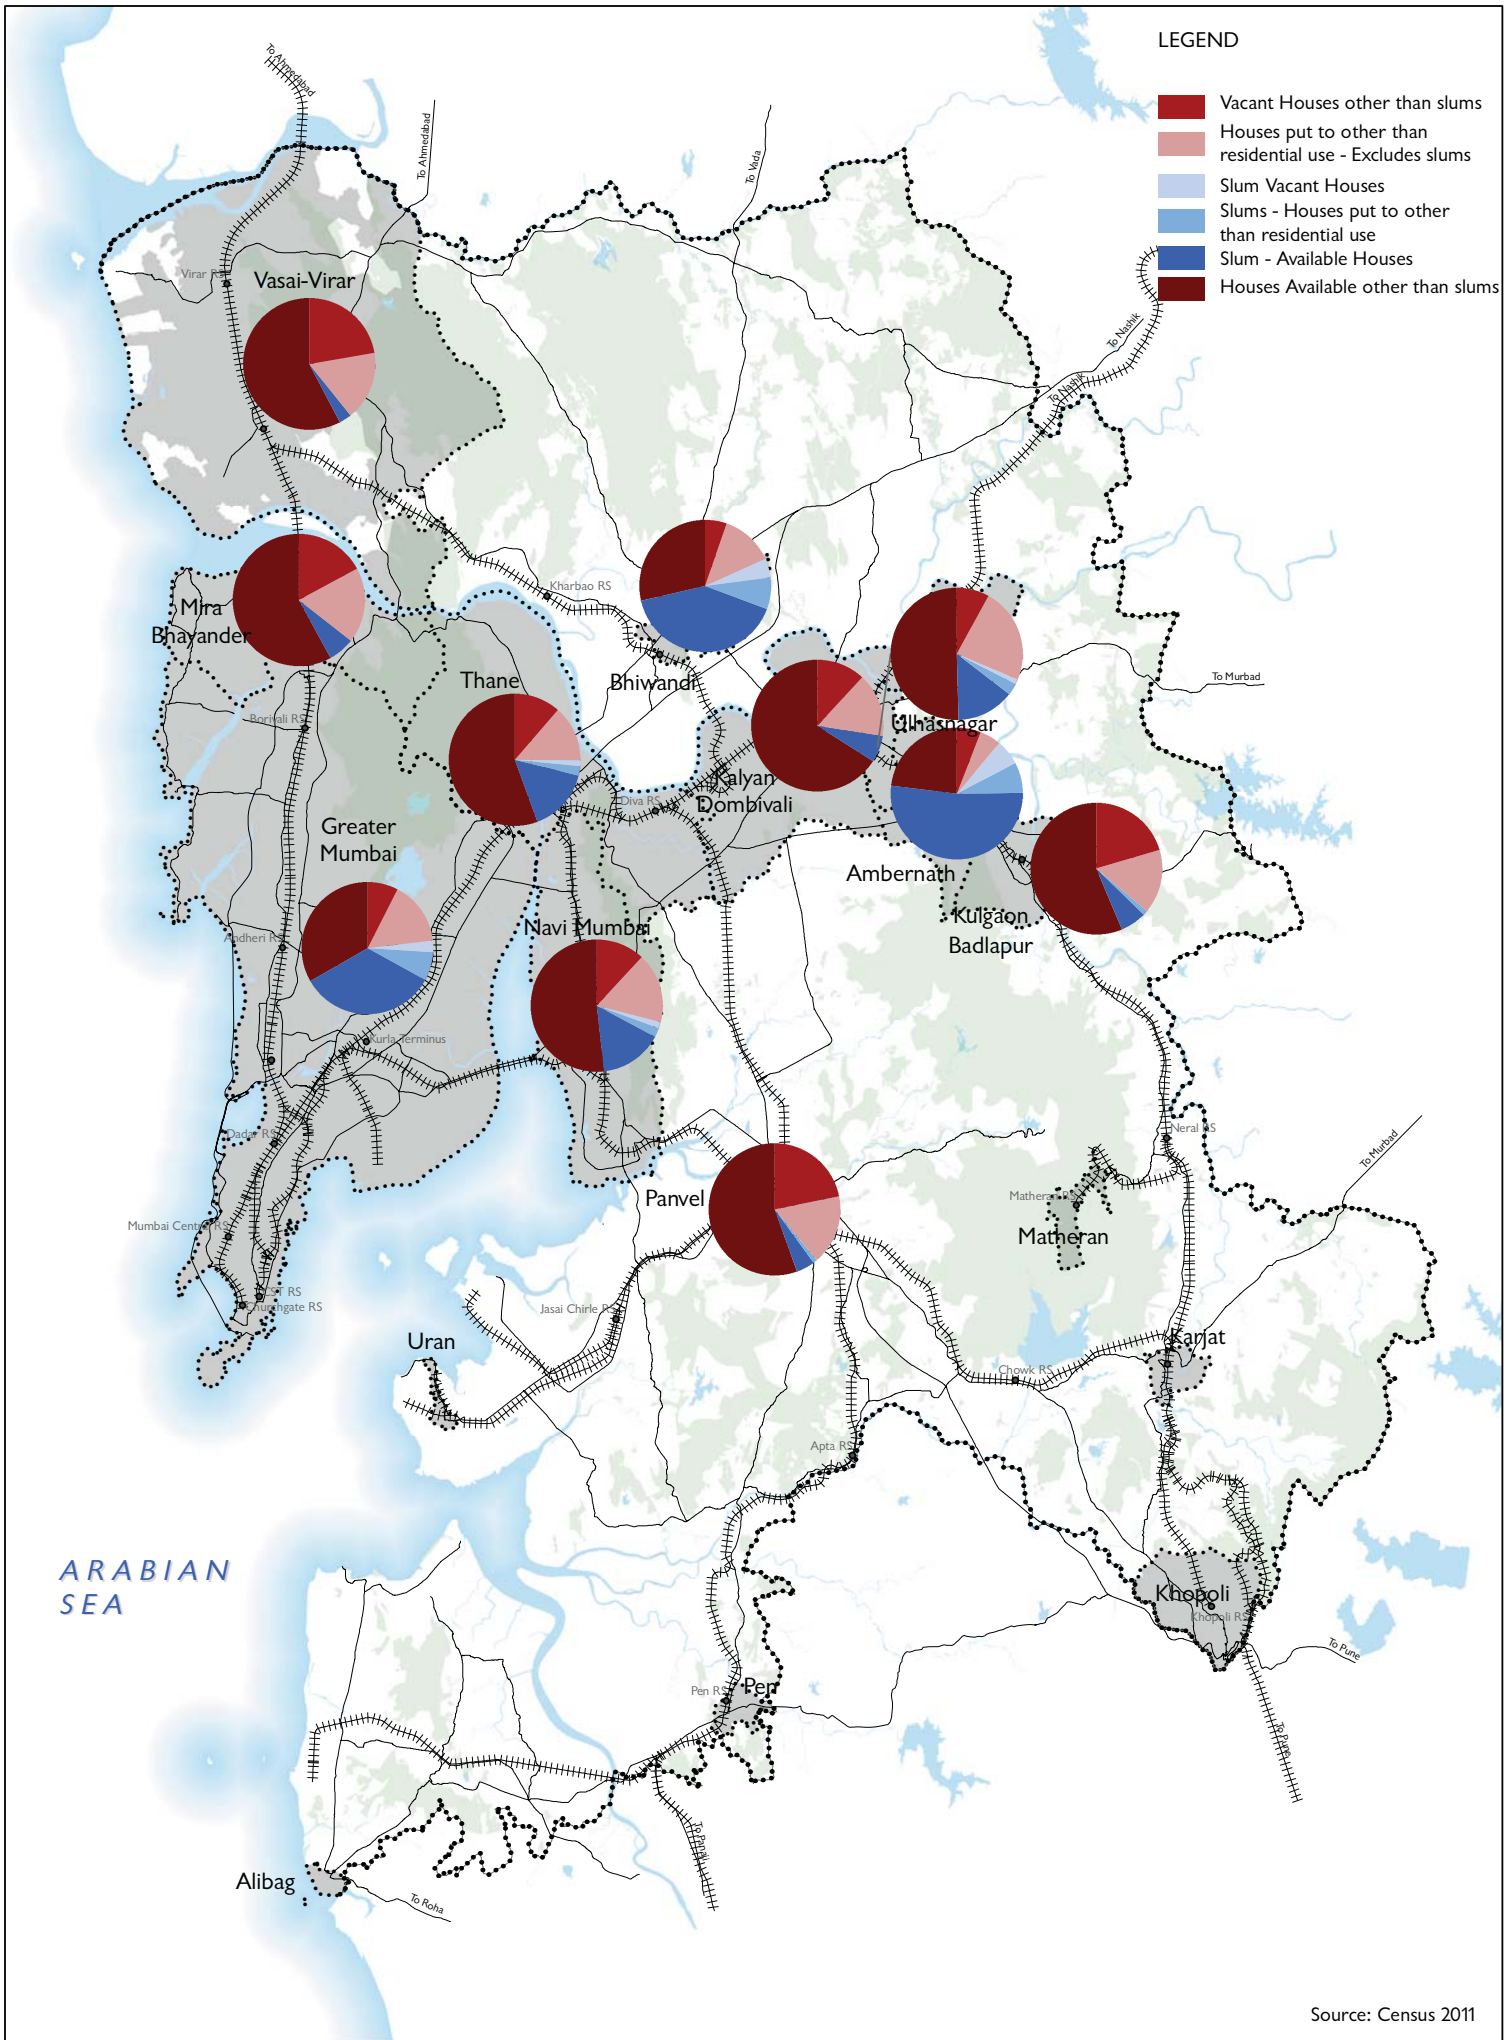 LEGEND
Vacant Houses other than slums
Houses put to other than
residential use - Excludes slums
Slum Vacant Houses
Slums - Houses put to other
than residential use
Slum - Available Houses
Houses Available other than slums
To Ahmedabad
To Ahmedabad
To Vada
To Nashik
To Nashik
Virar RS
Vasai-Virar
Kharbao RS
Mira
Bhayander
Bhiwandi
Thane
To Murbad
Borivali RS
Ulhasnagar
Kalyan
Dombivali
Diva RS
Greater
Mumbai
Ambernath
Kulgaon
Badlapur
Andheri RS
Navi Mumbai
Kurla Terminus
Dadar RS
Neral RS
To Murbad
Matheran RS
Matheran
Panvel
Mumbai Central RS
CST RS
Churchgate RS
Jasai Chirle RS
Uran
Karjat
Chowk RS
Apta RS
ARABIAN
SEA
Khopoli
Khopoli RS
To Pune
To Pune
Pen RS
Pen
To Panaji
Alibag
To Roha
Source: Census 2011